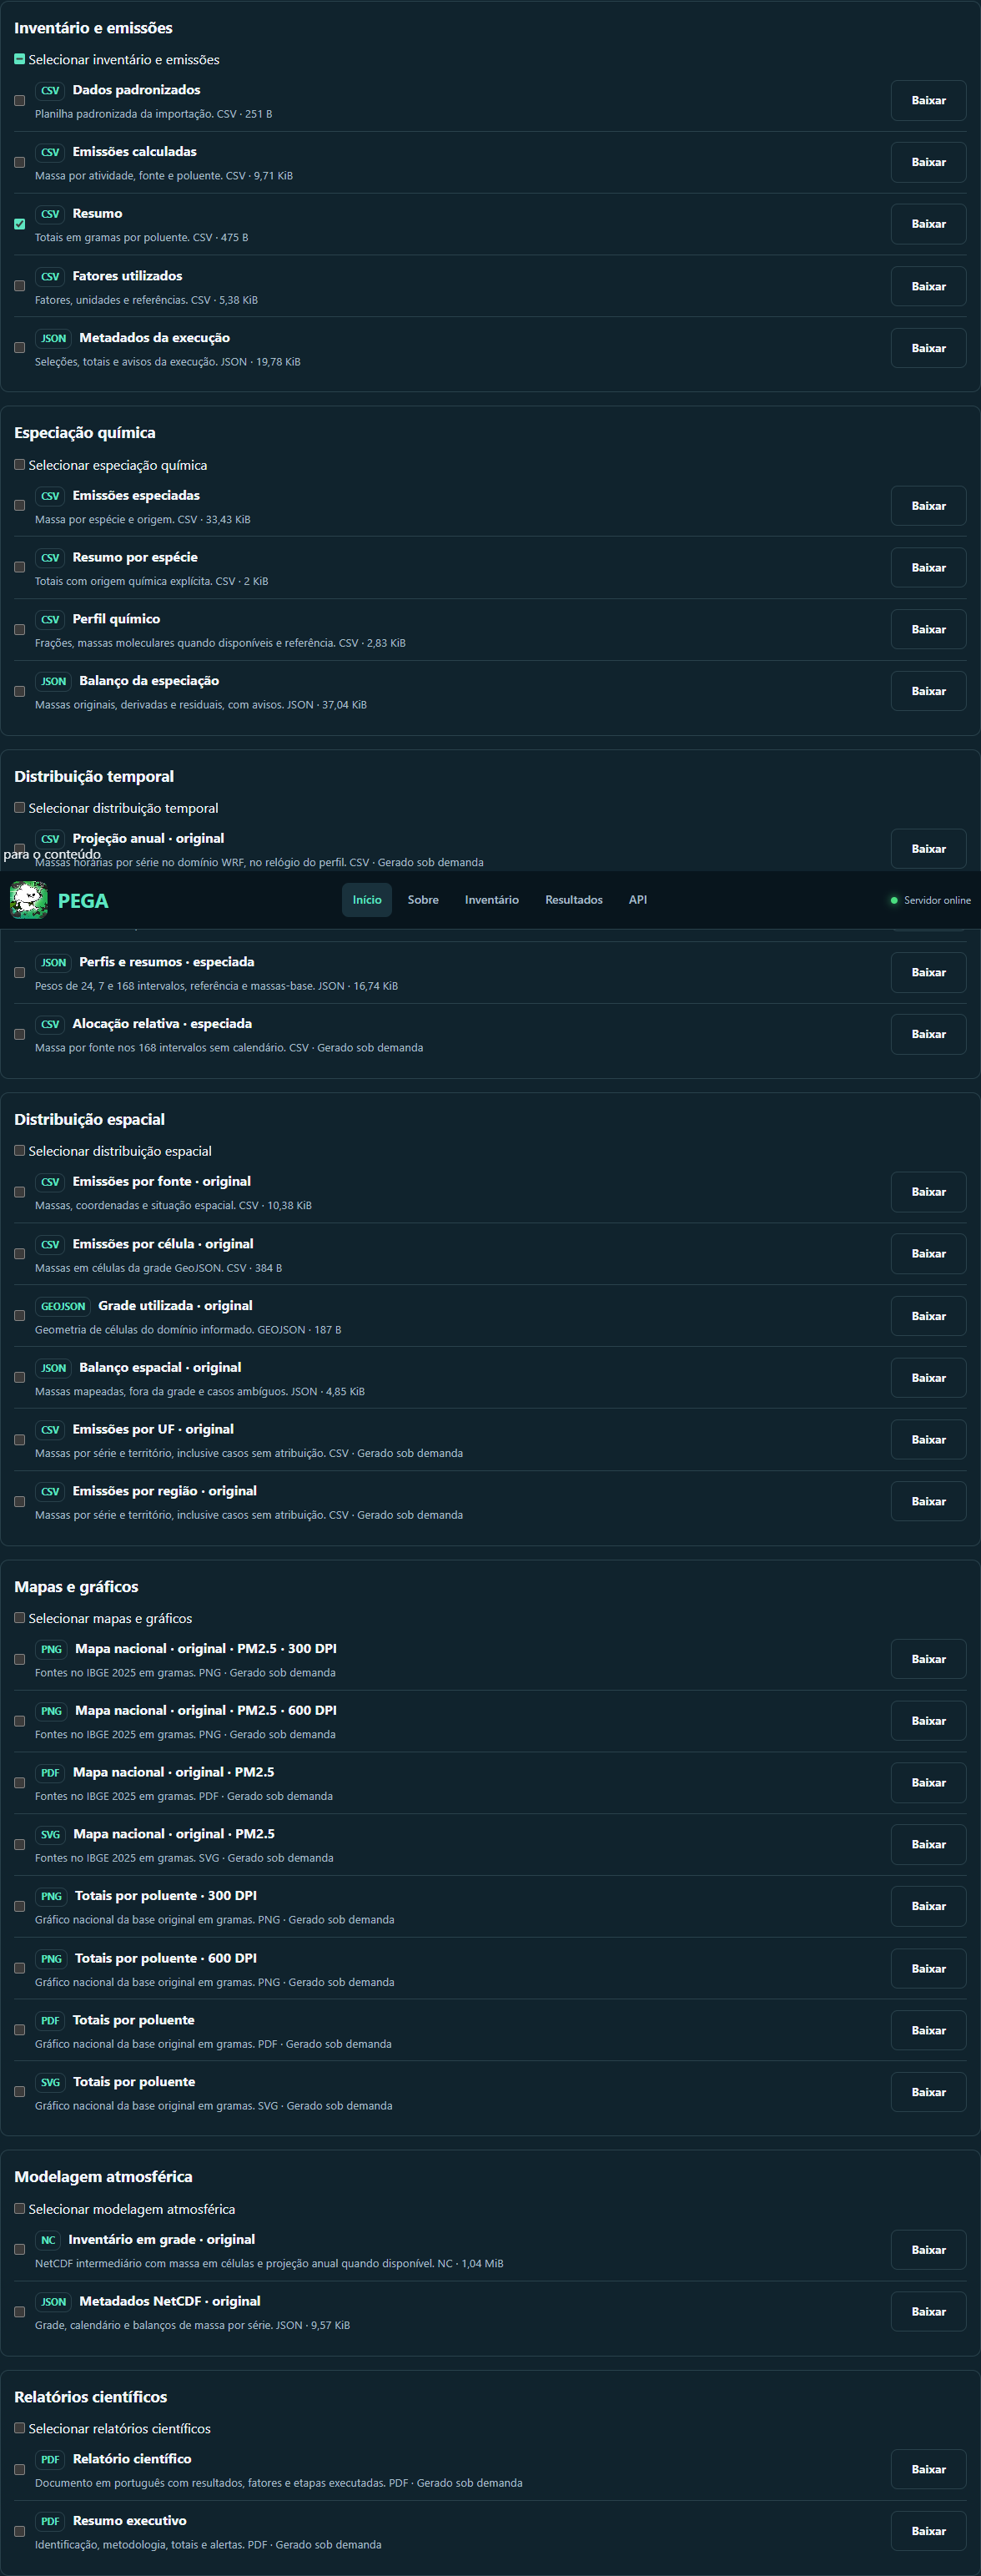 Inventário e emissões
Selecionar inventário e emissões
CSV Dados padronizados
Planilha padronizada da importação. CSV · 251 B
Baixar
CSV Emissões calculadas
Massa por atividade, fonte e poluente. CSV · 9,71 KiB
Baixar
CSV Resumo
Totais em gramas por poluente. CSV · 475 B
Baixar
CSV Fatores utilizados
Fatores, unidades e referências. CSV · 5,38 KiB
Baixar
JSON Metadados da execução
Seleções, totais e avisos da execução. JSON · 19,78 KiB
Baixar
Especiação química
Selecionar especiação química
CSV Emissões especiadas
Massa por espécie e origem. CSV · 33,43 KiB
Baixar
CSV Resumo por espécie
Totais com origem química explícita. CSV · 2 KiB
Baixar
CSV Perfil químico
Frações, massas moleculares quando disponíveis e referência. CSV · 2,83 KiB
Baixar
JSON Balanço da especiação
Massas originais, derivadas e residuais, com avisos. JSON · 37,04 KiB
Baixar
Distribuição temporal
Selecionar distribuição temporal
CSV Projeção anual · original
para o conteúdo
Massas horárias por série no domínio WRF, no relógio do perfil. CSV · Gerado sob demanda
Baixar
PEGA
Início Sobre Inventário Resultados API
Servidor online
JSON Perfis e resumos · especiada
Pesos de 24, 7 e 168 intervalos, referência e massas-base. JSON · 16,74 KiB
Baixar
CSV Alocação relativa · especiada
Massa por fonte nos 168 intervalos sem calendário. CSV · Gerado sob demanda
Baixar
Distribuição espacial
Selecionar distribuição espacial
CSV Emissões por fonte · original
Massas, coordenadas e situação espacial. CSV · 10,38 KiB
Baixar
CSV Emissões por célula · original
Massas em células da grade GeoJSON. CSV · 384 B
Baixar
GEOJSON Grade utilizada · original
Geometria de células do domínio informado. GEOJSON · 187 B
Baixar
JSON Balanço espacial · original
Massas mapeadas, fora da grade e casos ambíguos. JSON · 4,85 KiB
Baixar
CSV Emissões por UF · original
Massas por série e território, inclusive casos sem atribuição. CSV · Gerado sob demanda
Baixar
CSV Emissões por região · original
Massas por série e território, inclusive casos sem atribuição. CSV · Gerado sob demanda
Baixar
Mapas e gráficos
Selecionar mapas e gráficos
PNG Mapa nacional · original · PM2.5 · 300 DPI
Fontes no IBGE 2025 em gramas. PNG · Gerado sob demanda
Baixar
PNG Mapa nacional · original · PM2.5 · 600 DPI
Fontes no IBGE 2025 em gramas. PNG · Gerado sob demanda
Baixar
PDF Mapa nacional · original · PM2.5
Fontes no IBGE 2025 em gramas. PDF · Gerado sob demanda
Baixar
SVG Mapa nacional · original · PM2.5
Fontes no IBGE 2025 em gramas. SVG · Gerado sob demanda
Baixar
PNG Totais por poluente · 300 DPI
Gráfico nacional da base original em gramas. PNG · Gerado sob demanda
Baixar
PNG Totais por poluente · 600 DPI
Gráfico nacional da base original em gramas. PNG · Gerado sob demanda
Baixar
PDF Totais por poluente
Gráfico nacional da base original em gramas. PDF · Gerado sob demanda
Baixar
SVG Totais por poluente
Gráfico nacional da base original em gramas. SVG · Gerado sob demanda
Baixar
Modelagem atmosférica
Selecionar modelagem atmosférica
NC Inventário em grade · original
NetCDF intermediário com massa em células e projeção anual quando disponível. NC · 1,04 MiB
Baixar
JSON Metadados NetCDF · original
Grade, calendário e balanços de massa por série. JSON · 9,57 KiB
Baixar
Relatórios científicos
Selecionar relatórios científicos
PDF Relatório científico
Documento em português com resultados, fatores e etapas executadas. PDF · Gerado sob demanda
Baixar
PDF Resumo executivo
Identificação, metodologia, totais e alertas. PDF · Gerado sob demanda
Baixar